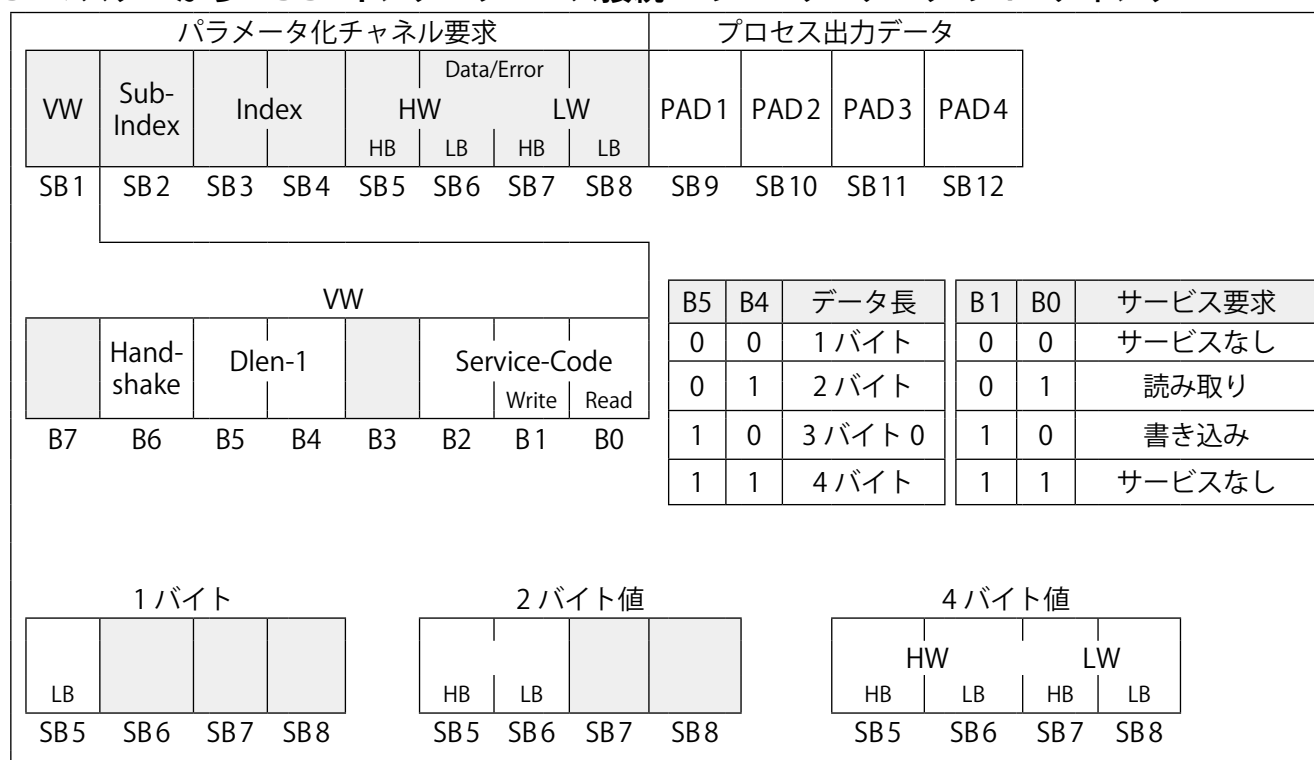 パラメータ化チャネル要求 プロセス出力データ
VW Sub-Index Index Data/Error HW LW PAD1 PAD2 PAD3 PAD4
HB LB HB LB
SB1 SB2 SB3 SB4 SB5 SB6 SB7 SB8 SB9 SB10 SB11 SB12
VW
Hand-shake Dlen-1 Service-Code
Write Read
B7 B6 B5 B4 B3 B2 B1 B0
B5 B4 データ長
0 0 1バイト
0 1 2バイト
1 0 3バイト0
1 1 4バイト
B1 B0 サービス要求
0 0 サービスなし
0 1 読み取り
1 0 書き込み
1 1 サービスなし
1バイト
LB
SB5 SB6 SB7 SB8
2バイト値
HB LB
SB5 SB6 SB7 SB8
4バイト値
HW LW
HB LB HB LB
SB5 SB6 SB7 SB8